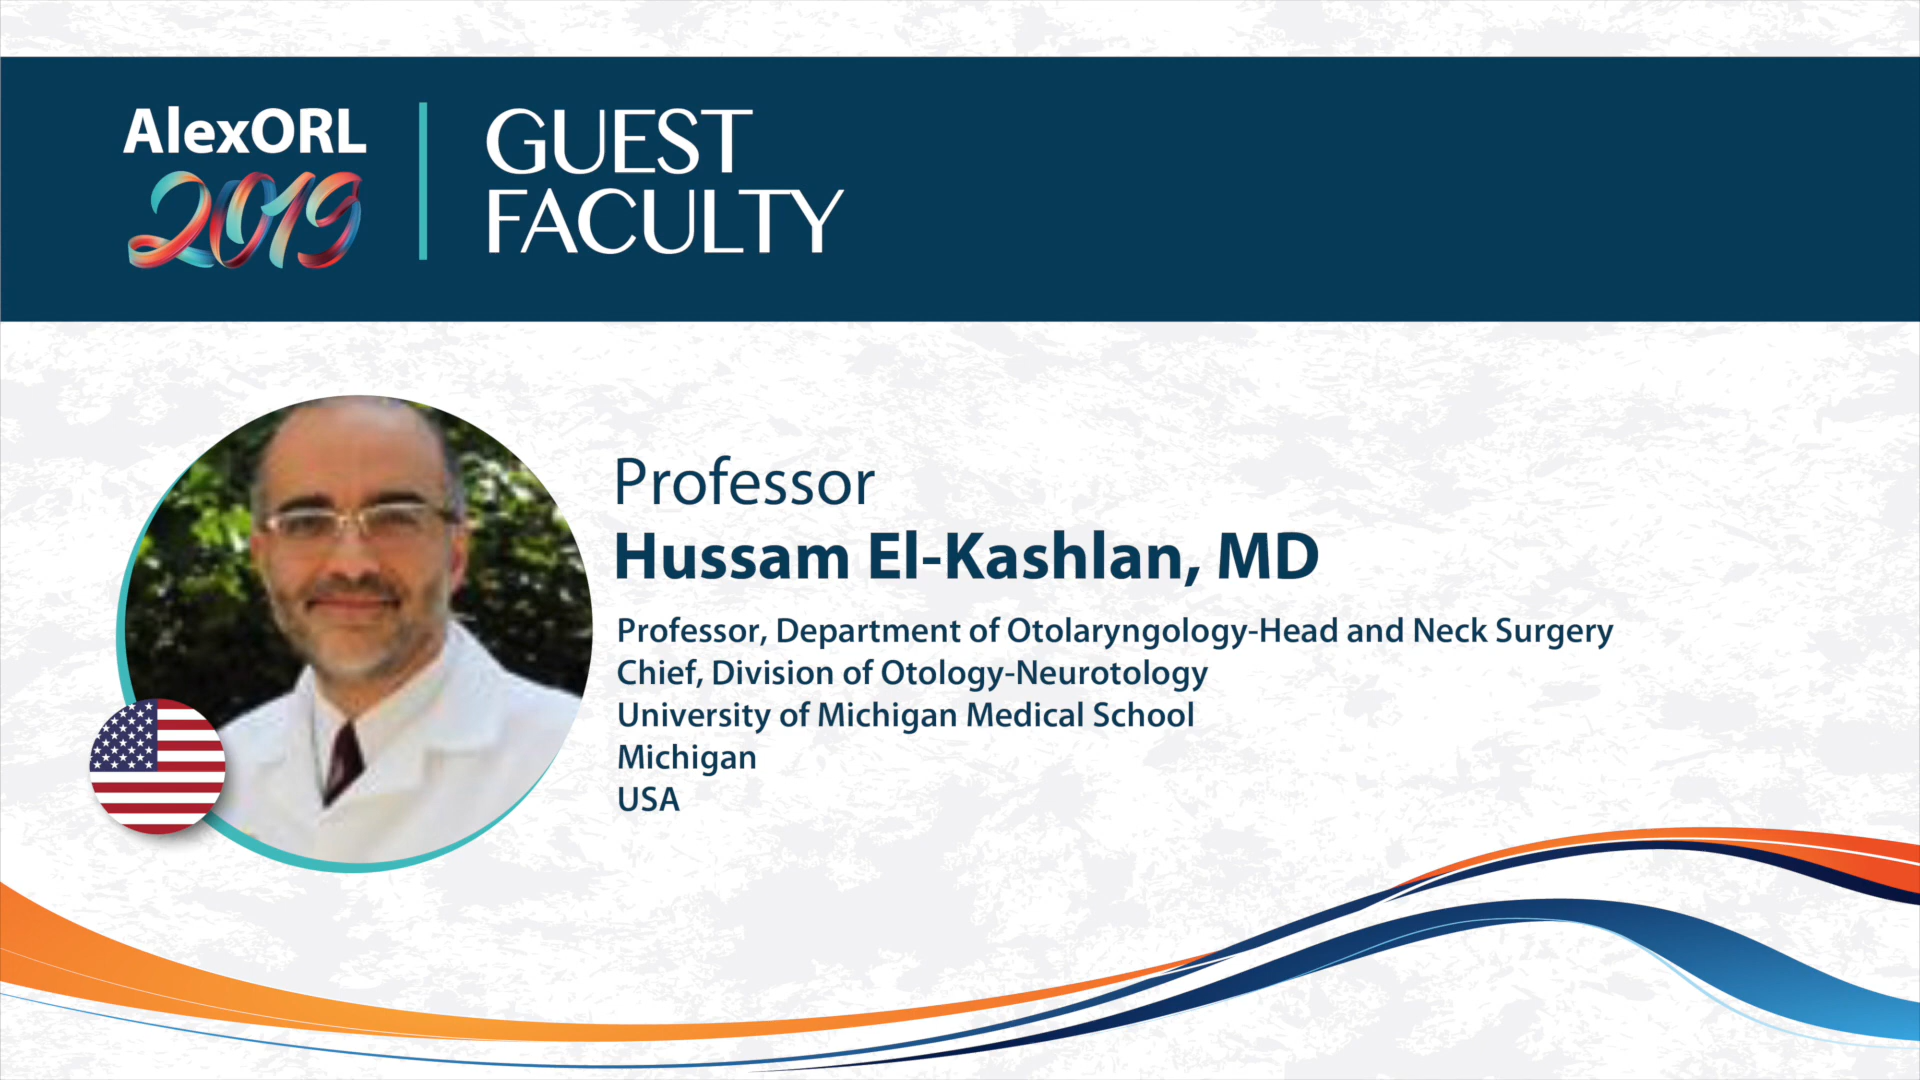 AlexORL
2019
GUEST
FACULTY
Professor
Hussam El-Kashlan, MD
Professor, Department of Otolaryngology-Head and Neck Surgery
Chief, Division of Otology-Neurotology
University of Michigan Medical School
Michigan
USA